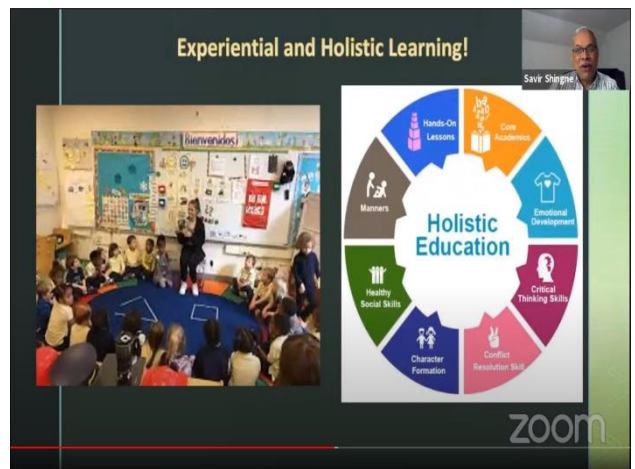 Experiential and Holistic Learning!
Savir Shingne
Bienvenidos!
Hands-On
Lessons
Core
Academics
Manners
Emotional
Development
Holistic
Education
Healthy
Social Skills
Critical
Thinking Skills
Character
Formation
Conflict
Resolution Skill
zoom